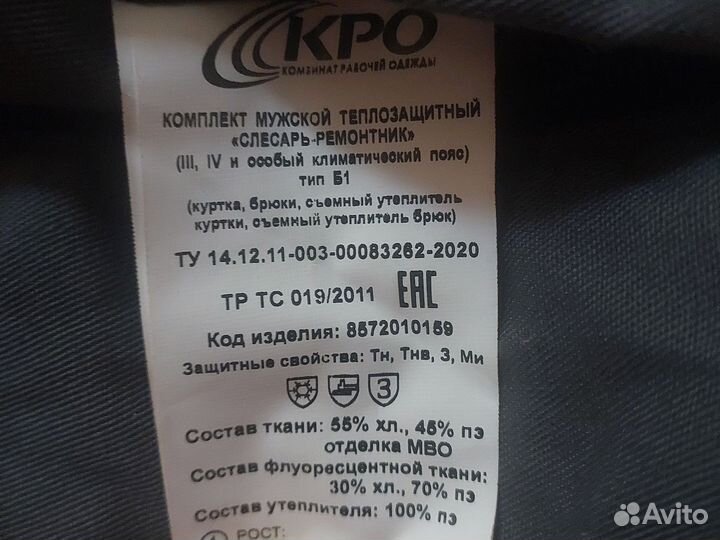 КРО
КОМБИНАТ РАБОЧЕЙ ОДЕЖДЫ
КОМПЛЕКТ МУЖСКОЙ ТЕПЛОЗАЩИТНЫЙ
«СЛЕСАРЬ-РЕМОНТНИК»
(III, IV и особый климатический пояс)
тип Б1
(куртка, брюки, съемный утеплитель
куртки, съемный утеплитель брюк)
ТУ 14.12.11-003-00083262-2020
ТР ТС 019/2011 EAC
Код изделия: 8572010159
Защитные свойства: Тн, Тнв, З, Ми
З
Состав ткани: 55% хл., 45% пэ
отделка МВО
Состав флуоресцентной ткани:
30% хл., 70% пэ
Состав утеплителя: 100% пэ
РОСТ:
Avito